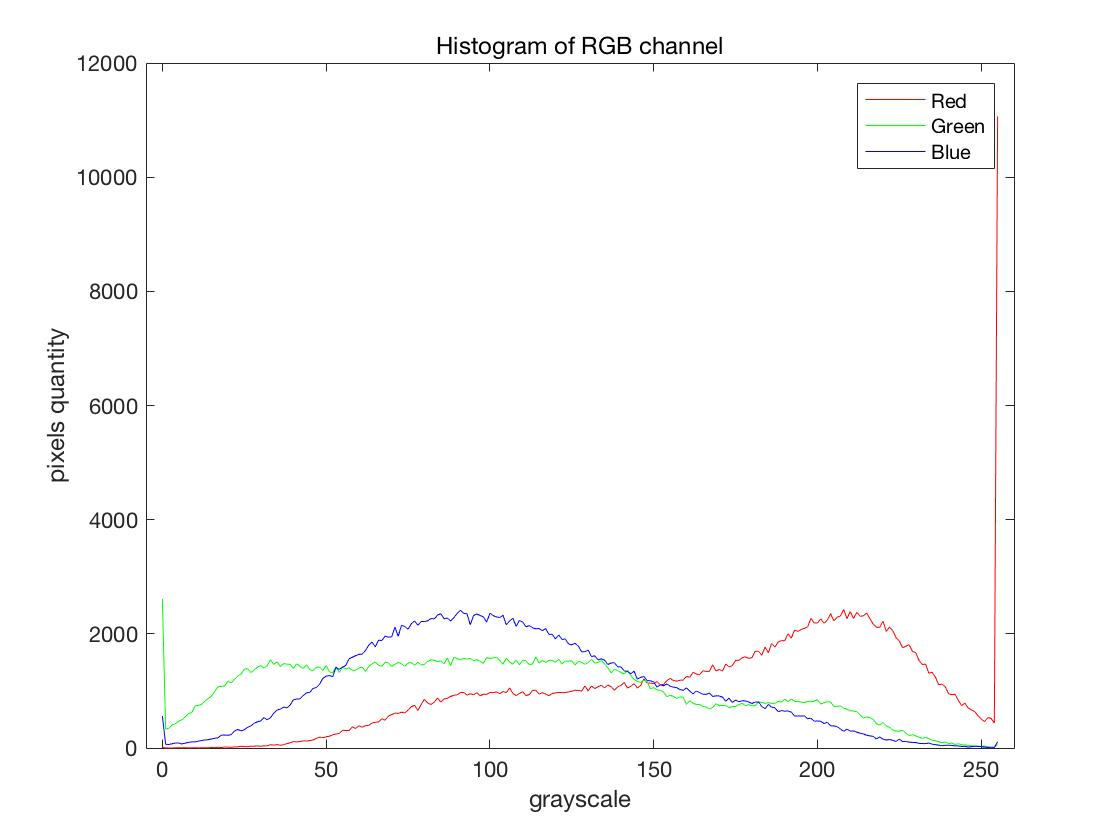 Histogram of RGB channel
12000
10000
8000
6000
4000
2000
0
pixels quantity
Red
Green
Blue
0 50 100 150 200 250
grayscale